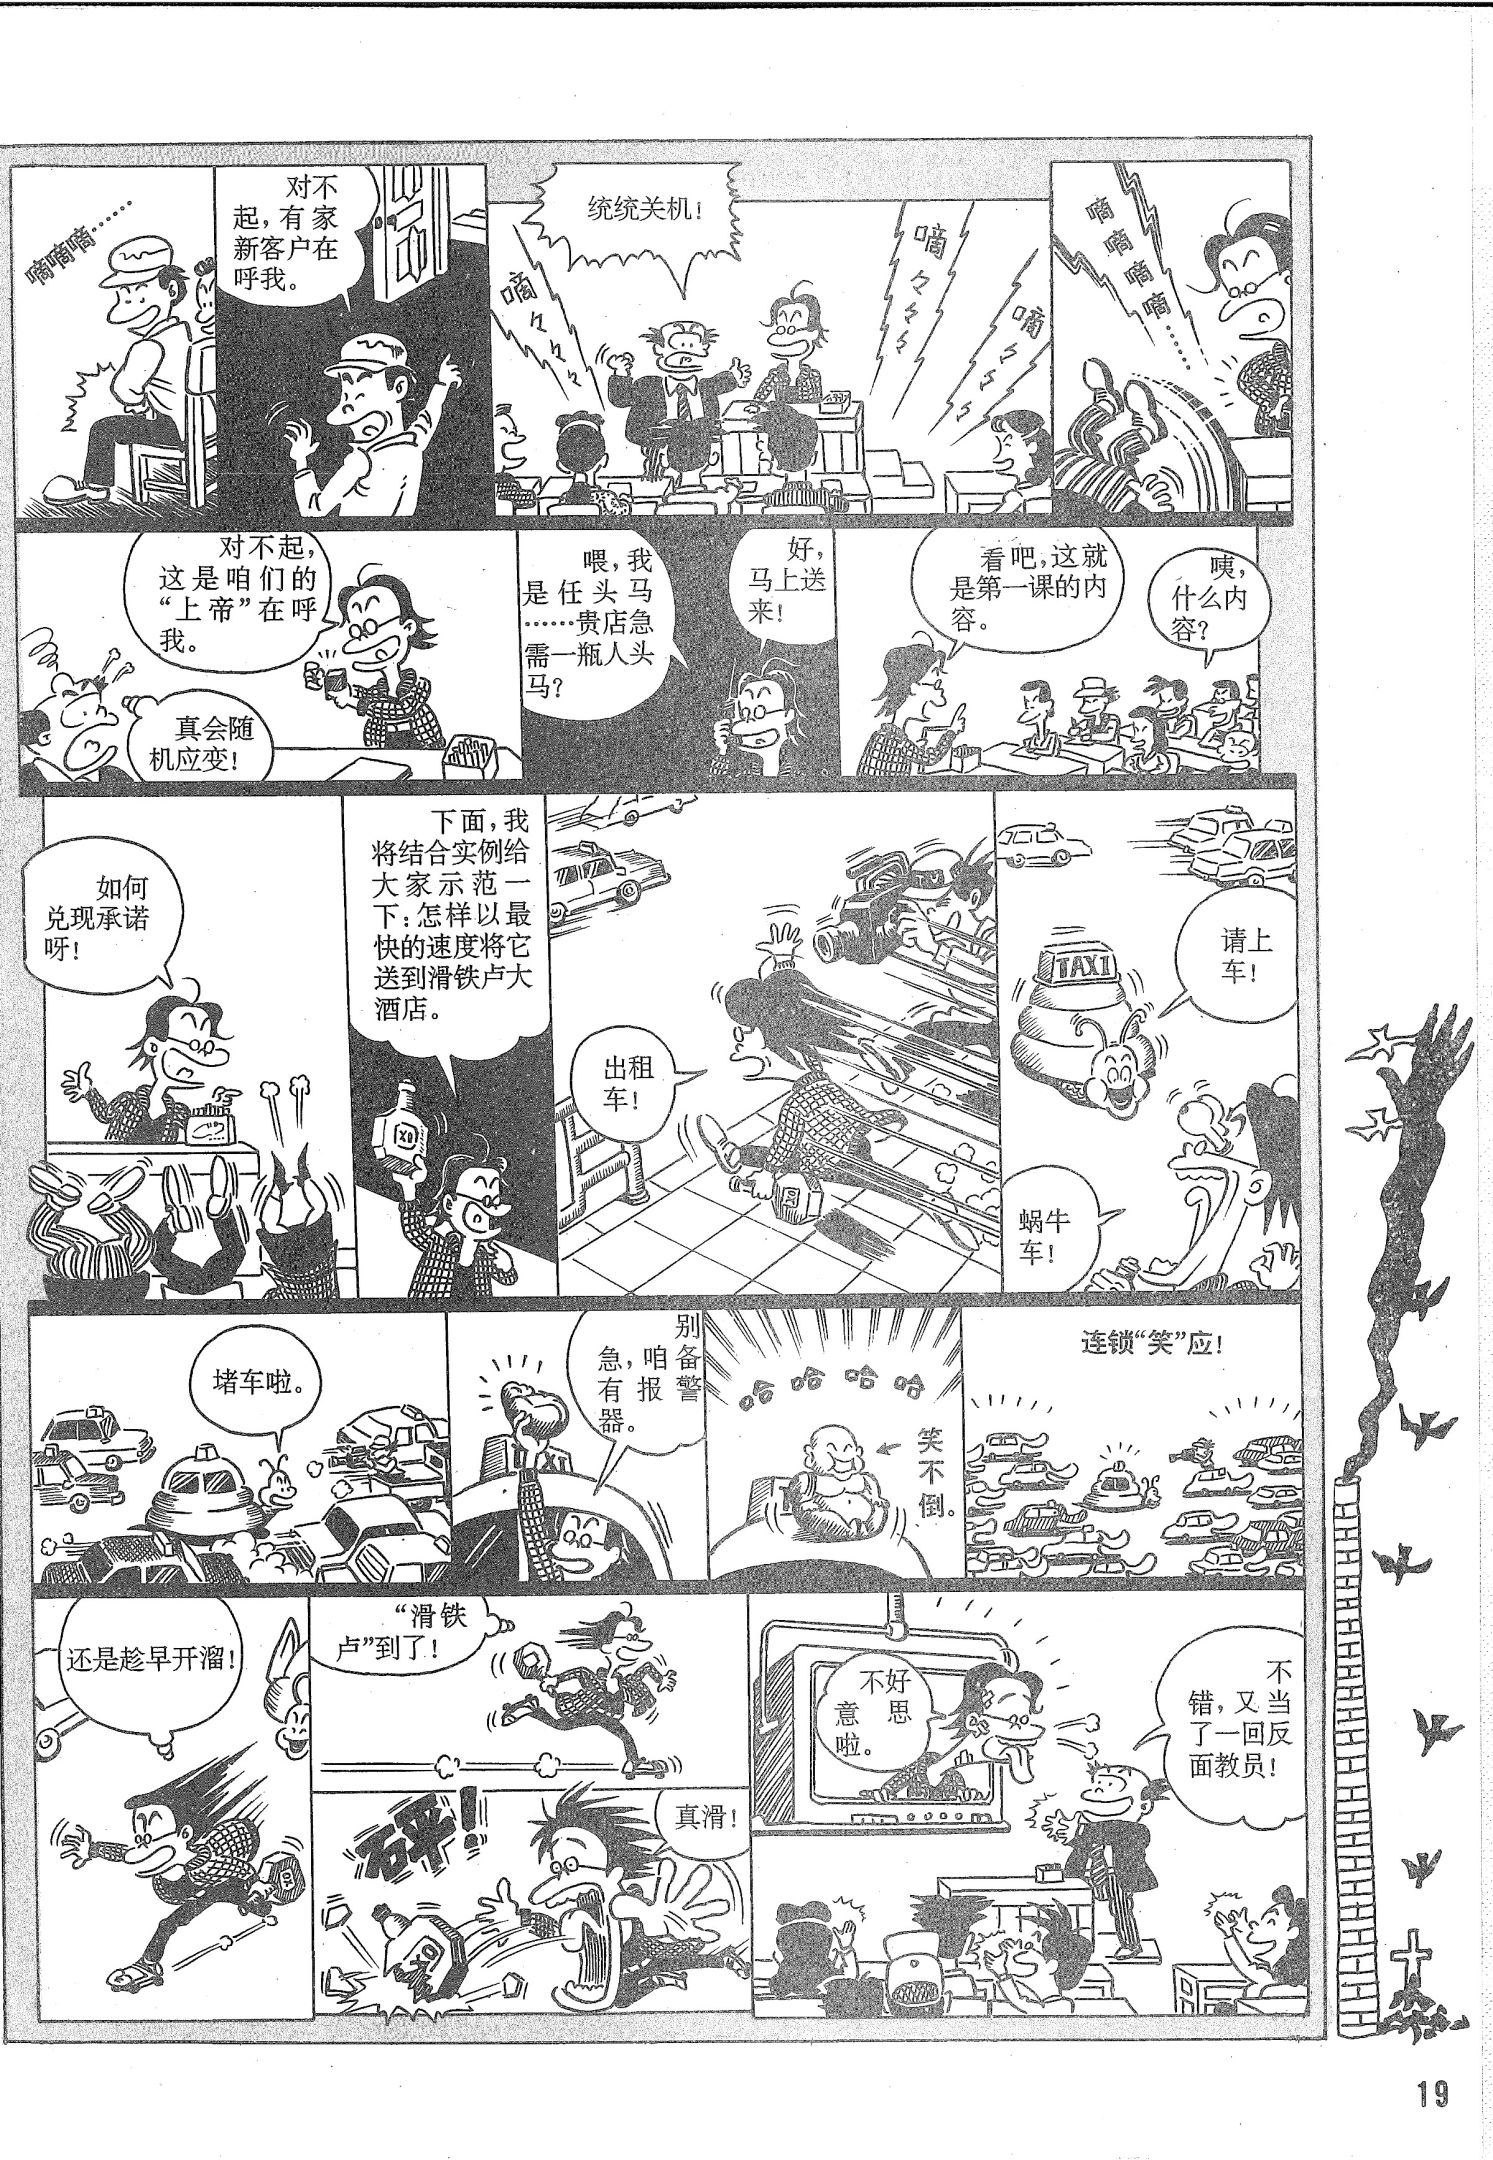 嘀嘀嘀……
对不
起，有家
新客户在
呼我。
嘀々々
统统关机！
嘀々々
嘀
嘀嘀嘀嘀……
对不起，
这是咱们的
“上帝”在呼
我。
真会随
机应变！
喂，我
是任头马
……贵店急
需一瓶人头
马？
好，
马上送
来！
看吧，这就
是第一课的内
容。
咦，
什么内
容？
如何
兑现承诺
呀！
下面，我
将结合实例给
大家示范一
下：怎样以最
快的速度将它
送到滑铁卢大
酒店。
XO
出租
车！
XO
TAXI
请上
车！
蜗牛
车！
堵车啦。
别
急，咱备
有报警
器。
哈哈哈哈
笑不倒。
连锁“笑”应！
还是趁早开溜！
XO
“滑铁
卢”到了！
砰！
真滑！
XO
不好
意思
啦。
不
错，又当
了一回反
面教员！
19